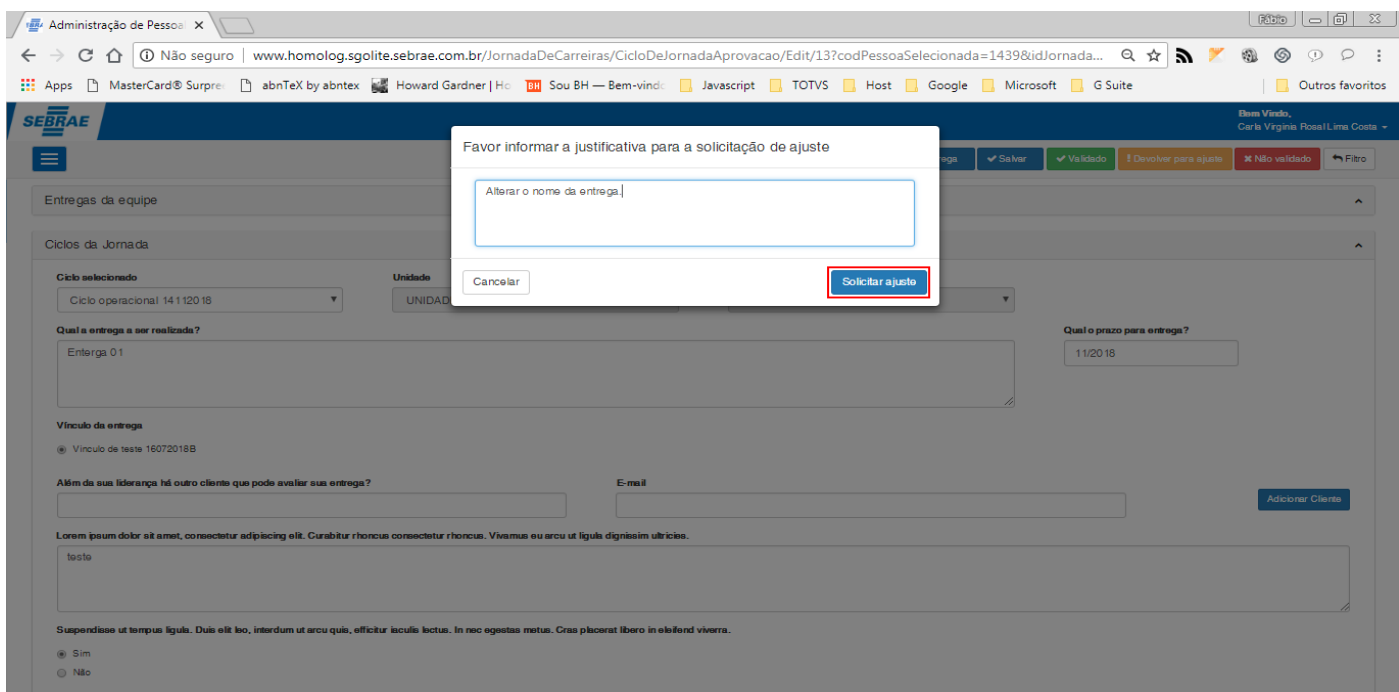 Administração de Pessoa
Fábio
Não seguro | www.homolog.sgolite.sebrae.com.br/JornadaDeCarreiras/CicloDeJornadaAprovacao/Edit/13?codPessoaSelecionada=1439&idJornada...
Apps MasterCard® Surpre abnTeX by abntex Howard Gardner | Ho Sou BH — Bem-vindo Javascript TOTVS Host Google Microsoft G Suite Outros favoritos
SEBRAE
Bem Vindo,
Carla Virginia Rosal Lima Costa
Favor informar a justificativa para a solicitação de ajuste
ega Salvar Validado ! Devolver para ajuste Não validado Filtro
Alterar o nome da entrega.
Entregas da equipe
Ciclos da Jornada
Cancelar Solicitar ajuste
Ciclo selecionado Unidade
Ciclo operacional 14112018 UNIDAD
Qual a entrega a ser realizada? Qual o prazo para entrega?
Enterga 01 11/2018
Vínculo da entrega
Vinculo de teste 16072018B
Além da sua liderança há outro cliente que pode avaliar sua entrega? E-mail
Adicionar Cliente
Lorem ipsum dolor sit amet, consectetur adipiscing elit. Curabitur rhoncus consectetur rhoncus. Vivamus eu arcu ut ligula dignissim ultricies.
teste
Suspendisse ut tempus ligula. Duis elit leo, interdum ut arcu quis, efficitur iaculis lectus. In nec egestas metus. Cras placerat libero in eleifend viverra.
Sim
Não